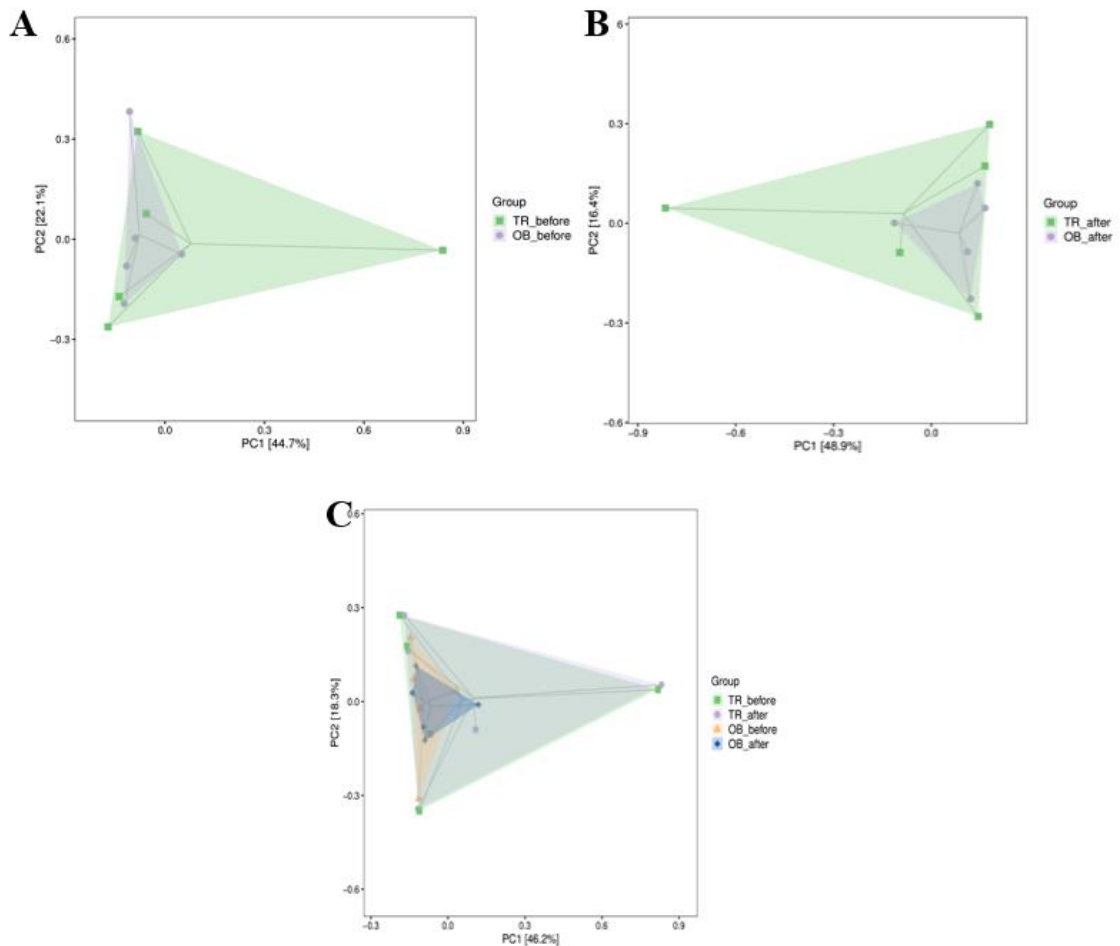 A
0.6
0.3
0.0
−0.3
PC2 [22.1%]
0.0
0.3
0.6
0.9
PC1 [44.7%]
Group
TR_before
OB_before
B
6
0.3
0.0
−0.3
−0.6
PC2 [16.4%]
−0.9
−0.6
−0.3
0.0
PC1 [48.9%]
Group
TR_after
OB_after
C
0.6
0.3
0.0
−0.3
−0.6
PC2 [18.3%]
−0.3
0.0
0.3
0.6
0.9
PC1 [46.2%]
Group
TR_before
TR_after
OB_before
OB_after